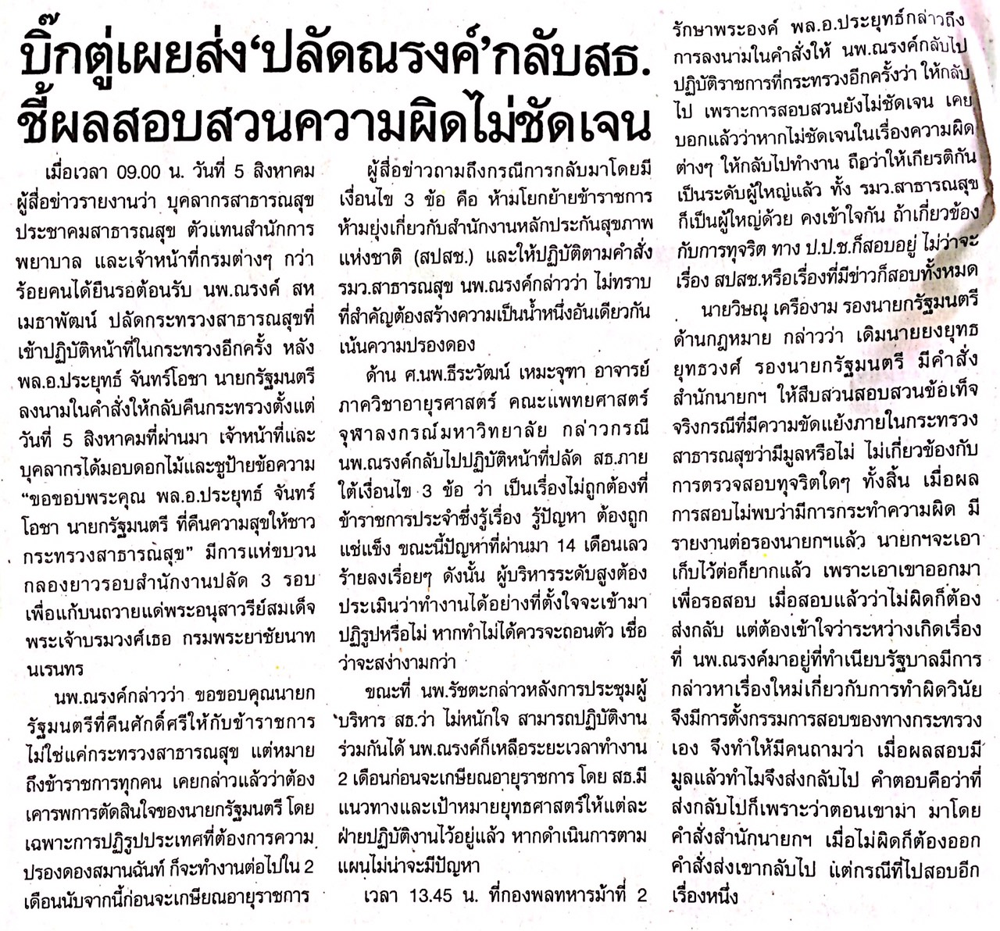 บิ๊กตู่เผยส่ง‘ปลัดณรงค์’กลับสธ.
ชี้ผลสอบสวนความผิดไม่ชัดเจน
เมื่อเวลา 09.00 น. วันที่ 5 สิงหาคม
ผู้สื่อข่าวรายงานว่า บุคลากรสาธารณสุข
ประชาคมสาธารณสุข ตัวแทนสำนักการ
พยาบาล และเจ้าหน้าที่กรมต่างๆ กว่า
ร้อยคนได้ยืนรอต้อนรับ นพ.ณรงค์ สห
เมธาพัฒน์ ปลัดกระทรวงสาธารณสุขที่
เข้าปฏิบัติหน้าที่ในกระทรวงอีกครั้ง หลัง
พล.อ.ประยุทธ์ จันทร์โอชา นายกรัฐมนตรี
ลงนามในคำสั่งให้กลับคืนกระทรวงตั้งแต่
วันที่ 5 สิงหาคมที่ผ่านมา เจ้าหน้าที่และ
บุคลากรได้มอบดอกไม้และชูป้ายข้อความ
“ขอขอบพระคุณ พล.อ.ประยุทธ์ จันทร์
โอชา นายกรัฐมนตรี ที่คืนความสุขให้ชาว
กระทรวงสาธารณสุข” มีการแห่ขบวน
กลองยาวรอบสำนักงานปลัด 3 รอบ
เพื่อแก้บนถวายแด่พระอนุสาวรีย์สมเด็จ
พระเจ้าบรมวงศ์เธอ กรมพระยาชัยนาท
นเรนทร
นพ.ณรงค์กล่าวว่า ขอขอบคุณนายก
รัฐมนตรีที่คืนศักดิ์ศรีให้กับข้าราชการ
ไม่ใช่แค่กระทรวงสาธารณสุข แต่หมาย
ถึงข้าราชการทุกคน เคยกล่าวแล้วว่าต้อง
เคารพการตัดสินใจของนายกรัฐมนตรี โดย
เฉพาะการปฏิรูปประเทศที่ต้องการความ
ปรองดองสมานฉันท์ ก็จะทำงานต่อไปใน 2
เดือนนับจากนี้ก่อนจะเกษียณอายุราชการ
ผู้สื่อข่าวถามถึงกรณีการกลับมาโดยมี
เงื่อนไข 3 ข้อ คือ ห้ามโยกย้ายข้าราชการ
ห้ามยุ่งเกี่ยวกับสำนักงานหลักประกันสุขภาพ
แห่งชาติ (สปสช.) และให้ปฏิบัติตามคำสั่ง
รมว.สาธารณสุข นพ.ณรงค์กล่าวว่า ไม่ทราบ
ที่สำคัญต้องสร้างความเป็นน้ำหนึ่งอันเดียวกัน
เน้นความปรองดอง
ด้าน ศ.นพ.ธีระวัฒน์ เหมะจุฑา อาจารย์
ภาควิชาอายุรศาสตร์ คณะแพทยศาสตร์
จุฬาลงกรณ์มหาวิทยาลัย กล่าวกรณี
นพ.ณรงค์กลับไปปฏิบัติหน้าที่ปลัด สธ.ภาย
ใต้เงื่อนไข 3 ข้อ ว่า เป็นเรื่องไม่ถูกต้องที่
ข้าราชการประจำซึ่งรู้เรื่อง รู้ปัญหา ต้องถูก
แช่แข็ง ขณะนี้ปัญหาที่ผ่านมา 14 เดือนเลว
ร้ายลงเรื่อยๆ ดังนั้น ผู้บริหารระดับสูงต้อง
ประเมินว่าทำงานได้อย่างที่ตั้งใจจะเข้ามา
ปฏิรูปหรือไม่ หากทำไม่ได้ควรจะถอนตัว เชื่อ
ว่าจะสง่างามกว่า
ขณะที่ นพ.รัชตะกล่าวหลังการประชุมผู้
บริหาร สธ.ว่า ไม่หนักใจ สามารถปฏิบัติงาน
ร่วมกันได้ นพ.ณรงค์ก็เหลือระยะเวลาทำงาน
2 เดือนก่อนจะเกษียณอายุราชการ โดย สธ.มี
แนวทางและเป้าหมายยุทธศาสตร์ให้แต่ละ
ฝ่ายปฏิบัติงานไว้อยู่แล้ว หากดำเนินการตาม
แผนไม่น่าจะมีปัญหา
เวลา 13.45 น. ที่กองพลทหารม้าที่ 2
รักษาพระองค์ พล.อ.ประยุทธ์กล่าวถึง
การลงนามในคำสั่งให้ นพ.ณรงค์กลับไป
ปฏิบัติราชการที่กระทรวงอีกครั้งว่า ให้กลับ
ไป เพราะการสอบสวนยังไม่ชัดเจน เคย
บอกแล้วว่าหากไม่ชัดเจนในเรื่องความผิด
ต่างๆ ให้กลับไปทำงาน ถือว่าให้เกียรติกัน
เป็นระดับผู้ใหญ่แล้ว ทั้ง รมว.สาธารณสุข
ก็เป็นผู้ใหญ่ด้วย คงเข้าใจกัน ถ้าเกี่ยวข้อง
กับการทุจริต ทาง ป.ป.ช.ก็สอบอยู่ ไม่ว่าจะ
เรื่อง สปสช.หรือเรื่องที่มีข่าวก็สอบทั้งหมด
นายวิษณุ เครืองาม รองนายกรัฐมนตรี
ด้านกฎหมาย กล่าวว่า เดิมนายยงยุทธ
ยุทธวงศ์ รองนายกรัฐมนตรี มีคำสั่ง
สำนักนายกฯ ให้สืบสวนสอบสวนข้อเท็จ
จริงกรณีที่มีความขัดแย้งภายในกระทรวง
สาธารณสุขว่ามีมูลหรือไม่ ไม่เกี่ยวข้องกับ
การตรวจสอบทุจริตใดๆ ทั้งสิ้น เมื่อผล
การสอบไม่พบว่ามีการกระทำความผิด มี
รายงานต่อรองนายกฯแล้ว นายกฯจะเอา
เก็บไว้ต่อก็ยากแล้ว เพราะเอาเขาออกมา
เพื่อรอสอบ เมื่อสอบแล้วว่าไม่ผิดก็ต้อง
ส่งกลับ แต่ต้องเข้าใจว่าระหว่างเกิดเรื่อง
ที่ นพ.ณรงค์มาอยู่ที่ทำเนียบรัฐบาลมีการ
กล่าวหาเรื่องใหม่เกี่ยวกับการทำผิดวินัย
จึงมีการตั้งกรรมการสอบของทางกระทรวง
เอง จึงทำให้มีคนถามว่า เมื่อผลสอบมี
มูลแล้วทำไมจึงส่งกลับไป คำตอบคือว่าที่
ส่งกลับไปก็เพราะว่าตอนเขามา มาโดย
คำสั่งสำนักนายกฯ เมื่อไม่ผิดก็ต้องออก
คำสั่งส่งเขากลับไป แต่กรณีที่ไปสอบอีก
เรื่องหนึ่ง